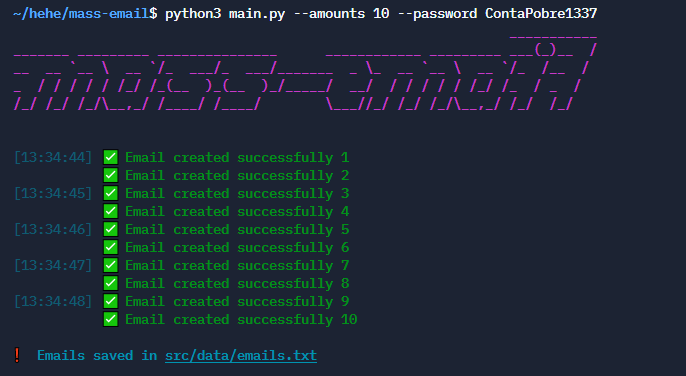 ~/hehe/mass-email$ python3 main.py --amounts 10 --password ContaPobre1337
mass-email
[13:34:44] ✅ Email created successfully 1
✅ Email created successfully 2
[13:34:45] ✅ Email created successfully 3
✅ Email created successfully 4
[13:34:46] ✅ Email created successfully 5
✅ Email created successfully 6
[13:34:47] ✅ Email created successfully 7
✅ Email created successfully 8
[13:34:48] ✅ Email created successfully 9
✅ Email created successfully 10
! Emails saved in src/data/emails.txt